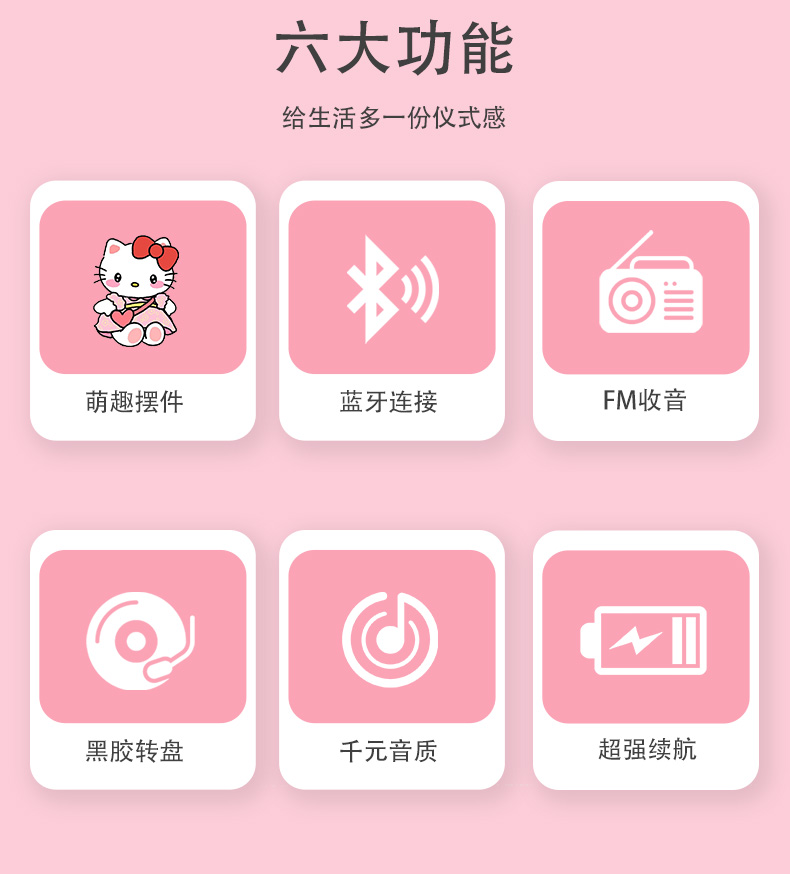 六大功能
给生活多一份仪式感
萌趣摆件
蓝牙连接
FM收音
黑胶转盘
千元音质
超强续航